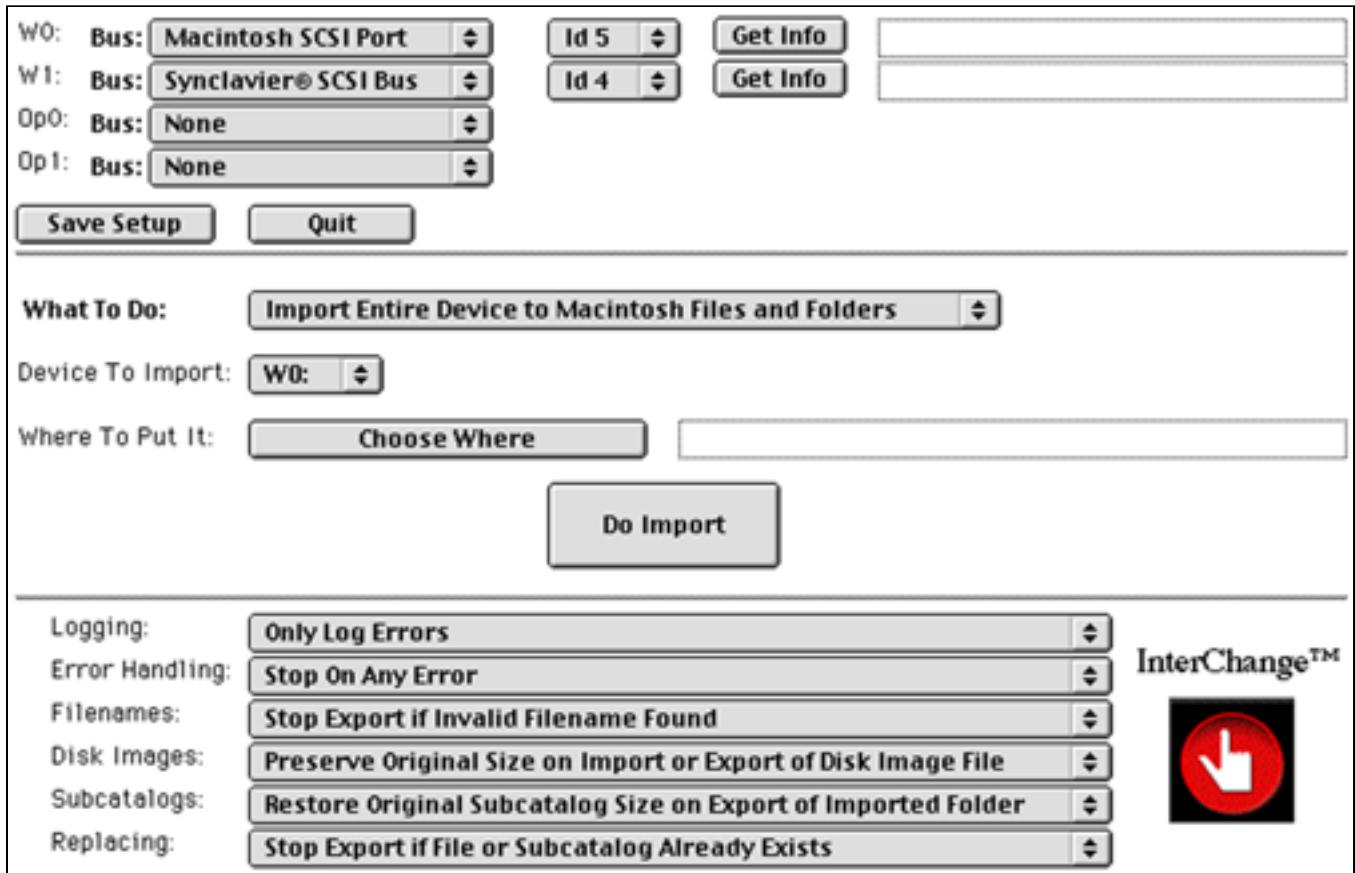 W0: Bus: Macintosh SCSI Port Id 5 Get Info
W1: Bus: Synclavier® SCSI Bus Id 4 Get Info
Op0: Bus: None
Op1: Bus: None
Save Setup Quit
What To Do: Import Entire Device to Macintosh Files and Folders
Device To Import: W0:
Where To Put It: Choose Where
Do Import
Logging: Only Log Errors
Error Handling: Stop On Any Error
Filenames: Stop Export if Invalid Filename Found
Disk Images: Preserve Original Size on Import or Export of Disk Image File
Subcatalogs: Restore Original Subcatalog Size on Export of Imported Folder
Replacing: Stop Export if File or Subcatalog Already Exists
InterChange™